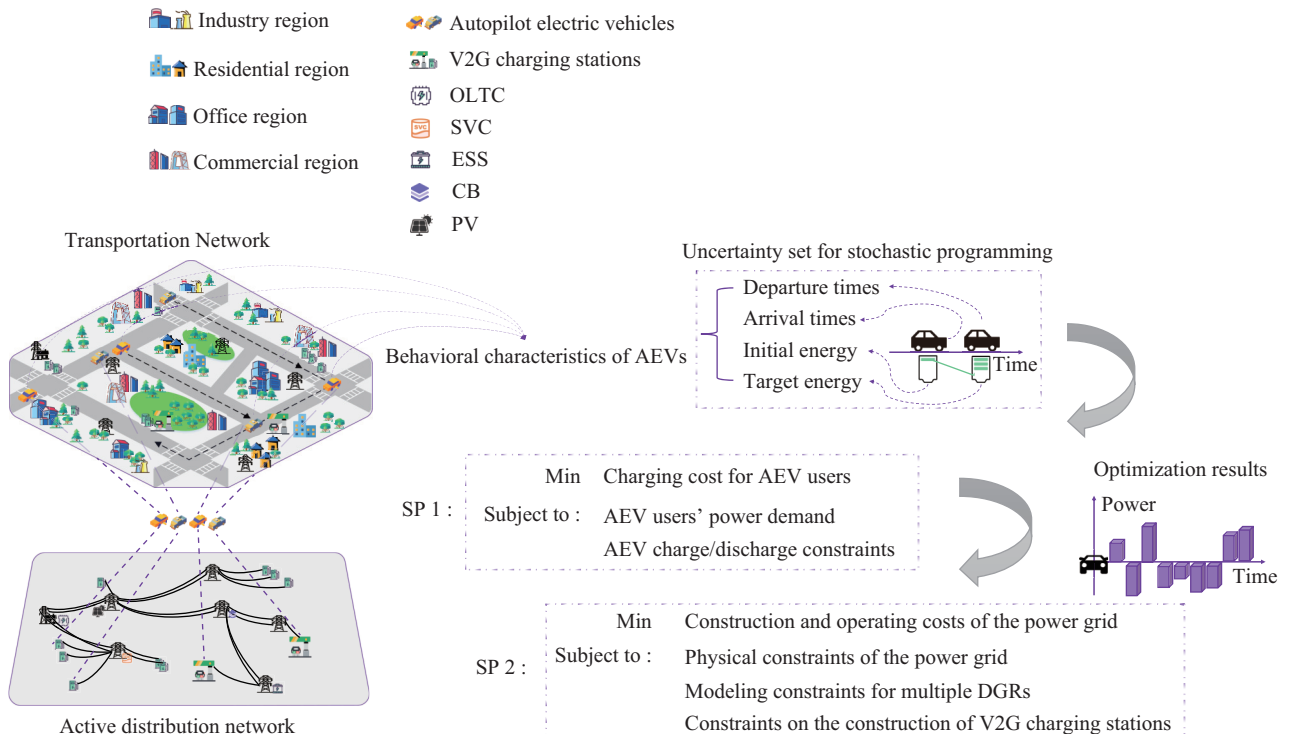 Industry region
Residential region
Office region
Commercial region
Autopilot electric vehicles
V2G charging stations
OLTC
SVC
SVC
ESS
CB
PV
Transportation Network
Behavioral characteristics of AEVs
Uncertainty set for stochastic programming
Departure times
Arrival times
Initial energy
Target energy
Time
SP 1 :
Min Charging cost for AEV users
Subject to : AEV users’ power demand
AEV charge/discharge constraints
Optimization results
Power
Time
SP 2 :
Min Construction and operating costs of the power grid
Subject to : Physical constraints of the power grid
Modeling constraints for multiple DGRs
Constraints on the construction of V2G charging stations
Active distribution network